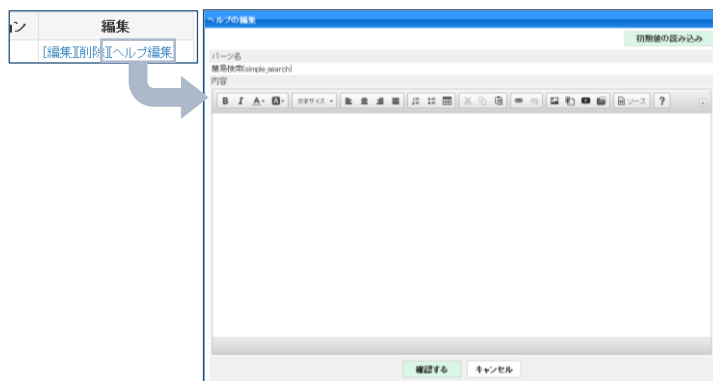 ョン
編集
[編集][削除][ヘルプ編集]
ヘルプの編集
初期値の読み込み
パーツ名
簡易検索(simple_search)
内容
B I A A 文字サイズ ソース ?
確認する キャンセル